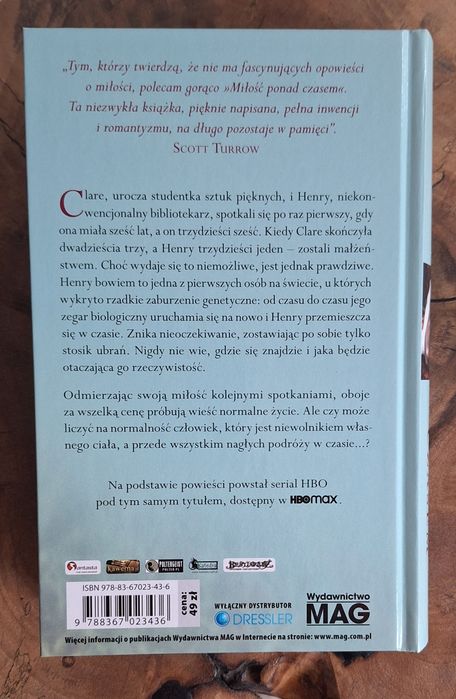 „Tym, którzy twierdzą, że nie ma fascynujących opowieści
o miłości, polecam gorąco »Miłość ponad czasem«.
Ta niezwykła książka, pięknie napisana, pełna inwencji
i romantyzmu, na długo pozostaje w pamięci”.
SCOTT TURROW
Clare, urocza studentka sztuk pięknych, i Henry, niekon-
wencjonalny bibliotekarz, spotkali się po raz pierwszy, gdy
ona miała sześć lat, a on trzydzieści sześć. Kiedy Clare skończyła
dwadzieścia trzy, a Henry trzydzieści jeden – zostali małżeń-
stwem. Choć wydaje się to niemożliwe, jest jednak prawdziwe.
Henry bowiem to jedna z pierwszych osób na świecie, u których
wykryto rzadkie zaburzenie genetyczne: od czasu do czasu jego
zegar biologiczny uruchamia się na nowo i Henry przemieszcza
się w czasie. Znika nieoczekiwanie, zostawiając po sobie tylko
stosik ubrań. Nigdy nie wie, gdzie się znajdzie i jaka będzie
otaczająca go rzeczywistość.
Odmierzając swoją miłość kolejnymi spotkaniami, oboje
za wszelką cenę próbują wieść normalne życie. Ale czy może
liczyć na normalność człowiek, który jest niewolnikiem włas-
nego ciała, a przede wszystkim nagłych podróży w czasie...?
Na podstawie powieści powstał serial HBO
pod tym samym tytułem, dostępny w HBOmax.
fantasta
Kawerna
POLTERGEIST
POLTER.PL
ISBN 978-83-67023-43-6
9 788367 023436
cena:
49 zł
WYŁĄCZNY DYSTRYBUTOR
DRESSLER
Wydawnictwo
MAG
Więcej informacji o publikacjach Wydawnictwa MAG w Internecie na stronie: www.mag.com.pl